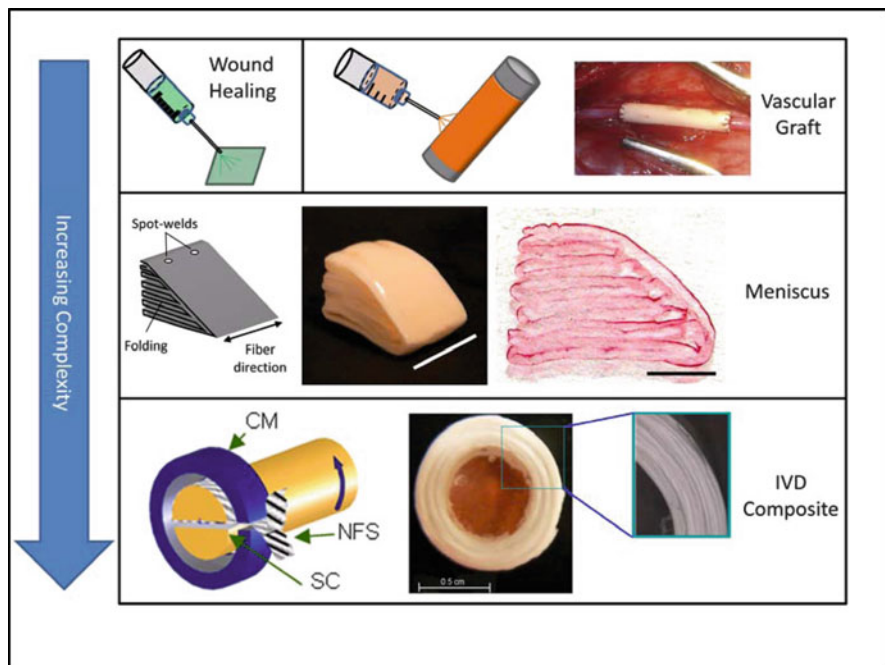 Increasing Complexity
Wound
Healing
Vascular
Graft
Spot-welds
Folding
Fiber
direction
Meniscus
CM
NFS
SC
0.5 cm
IVD
Composite